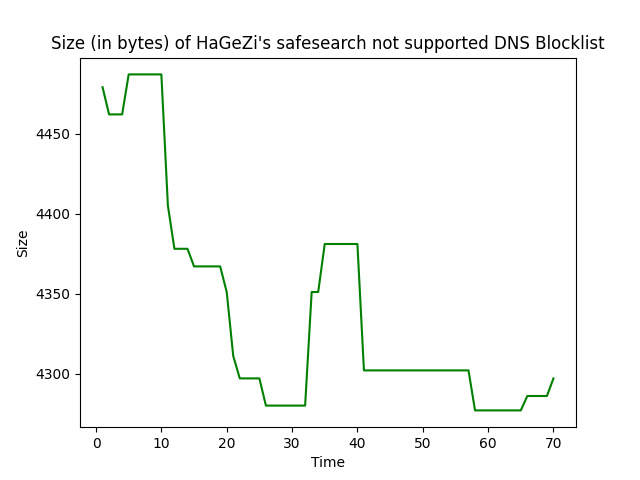 Size (in bytes) of HaGeZi's safesearch not supported DNS Blocklist
4450
4400
4350
4300
Size
0 10 20 30 40 50 60 70
Time